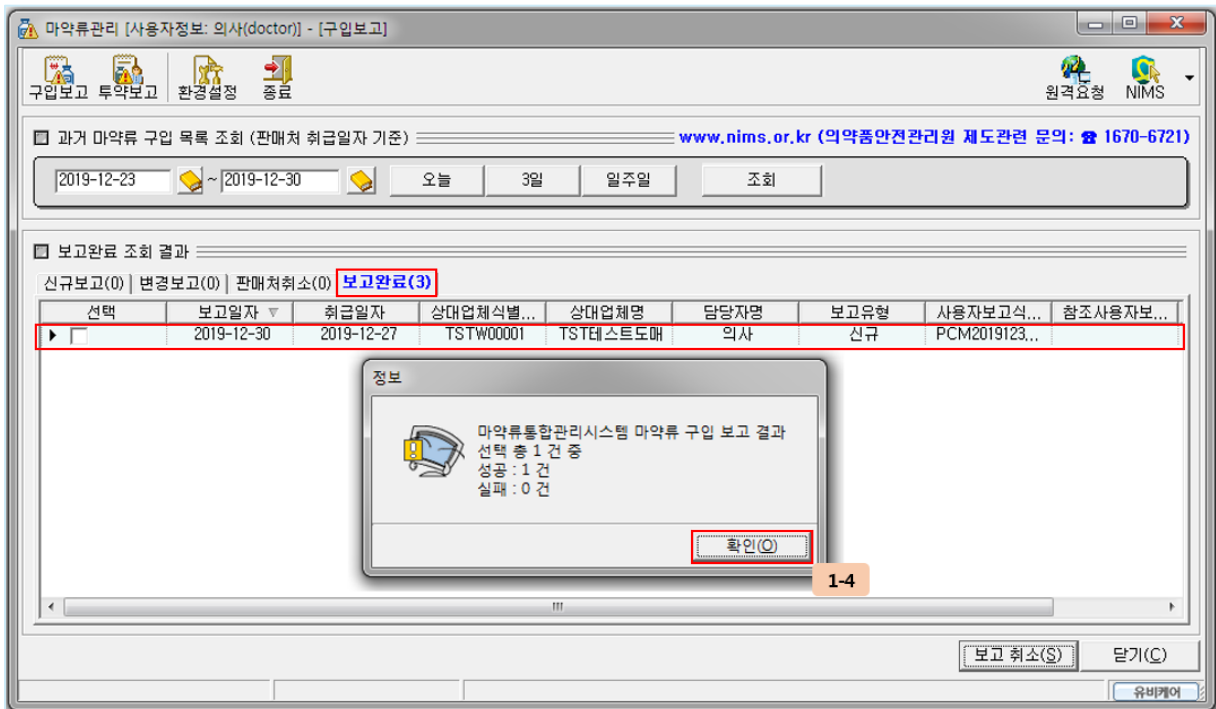 마약류관리 [사용자정보: 의사(doctor)] - [구입보고]
구입보고 투약보고 환경설정 종료 원격요청 NIMS
과거 마약류 구입 목록 조회 (판매처 취급일자 기준) www.nims.or.kr (의약품안전관리원 제도관련 문의: ☎ 1670-6721)
2019-12-23 ~ 2019-12-30 오늘 3일 일주일 조회
보고완료 조회 결과
신규보고(0) 변경보고(0) 판매처취소(0) 보고완료(3)
선택 보고일자 취급일자 상대업체식별... 상대업체명 담당자명 보고유형 사용자보고식... 참조사용자보...
2019-12-30 2019-12-27 TSTW00001 TST테스트도매 의사 신규 PCM2019123...
정보
마약류통합관리시스템 마약류 구입 보고 결과
선택 총 1 건 중
성공 : 1 건
실패 : 0 건
확인(O)
1-4
보고 취소(S) 닫기(C)
유비케어